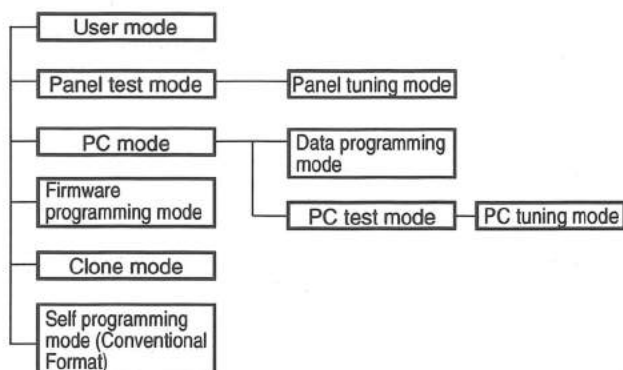 User mode
Panel test mode
Panel tuning mode
PC mode
Data programming
mode
Firmware
programming mode
PC test mode
PC tuning mode
Clone mode
Self programming
mode (Conventional
Format)